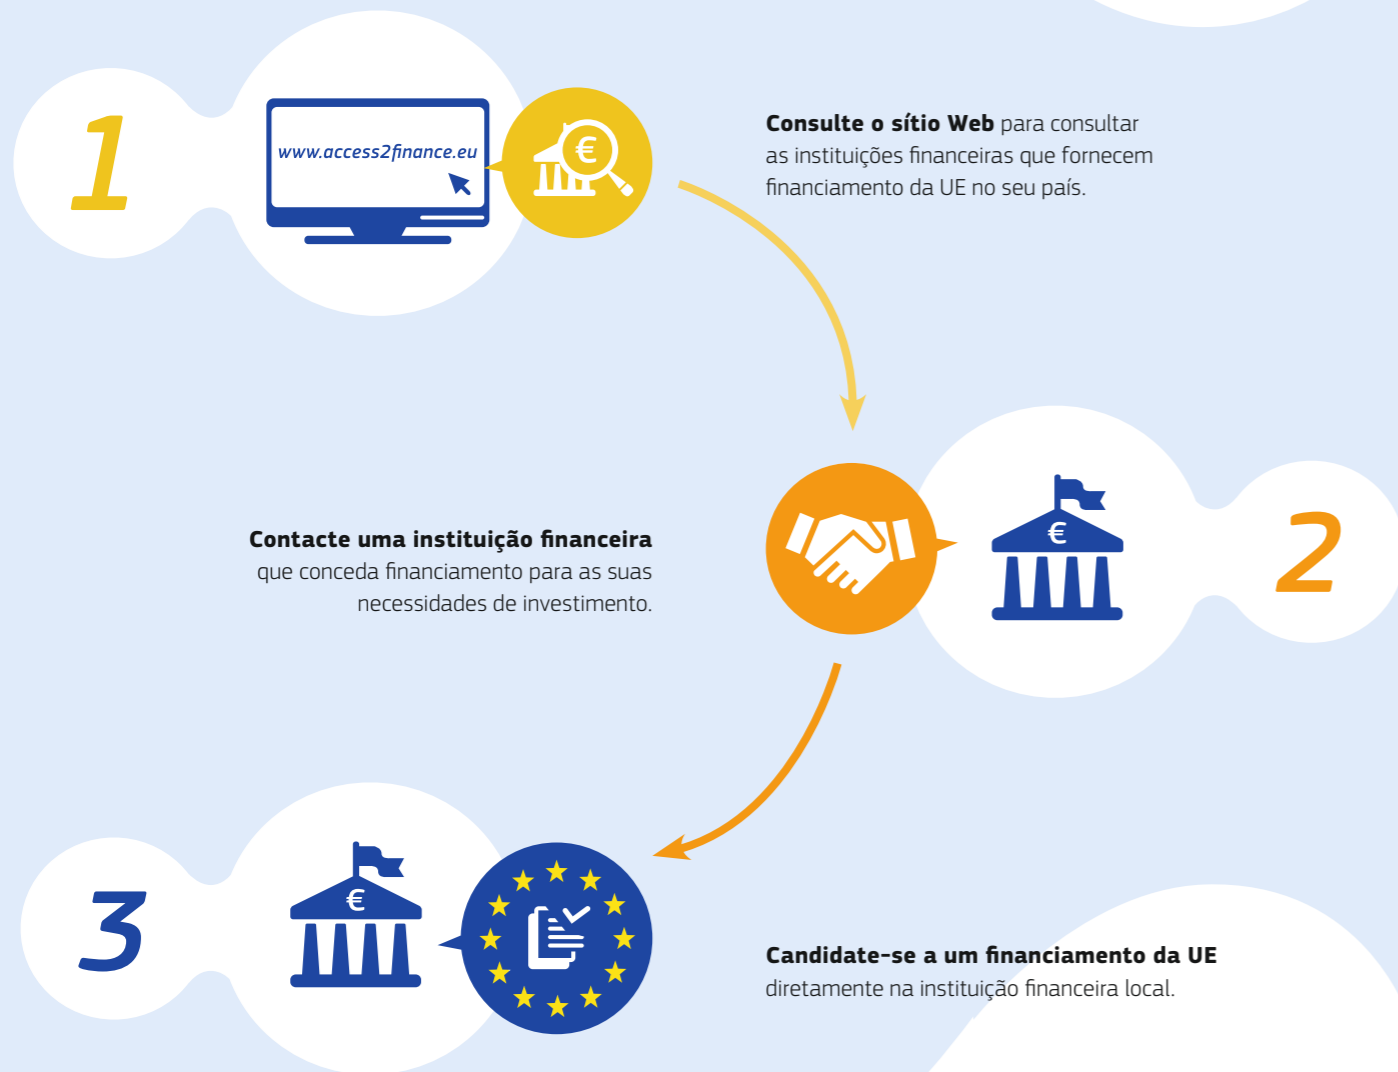 1
www.access2finance.eu
€
Consulte o sítio Web para consultar
as instituições financeiras que fornecem
financiamento da UE no seu país.
Contacte uma instituição financeira
que conceda financiamento para as suas
necessidades de investimento.
€
2
3
€
Candidate-se a um financiamento da UE
diretamente na instituição financeira local.